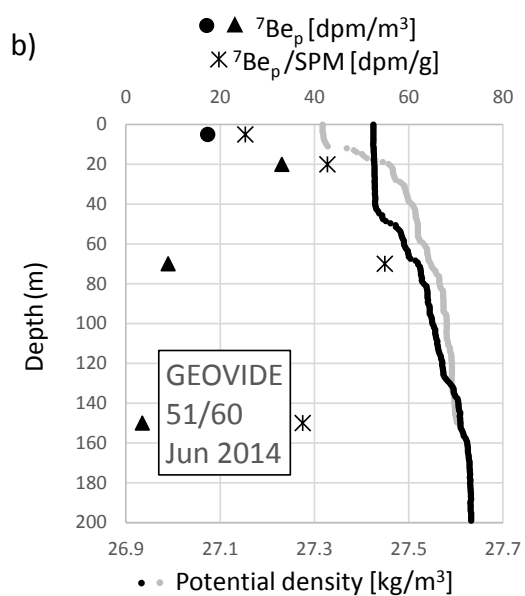 b)
● ▲ ⁷Beₚ [dpm/m³]
⁷Beₚ/SPM [dpm/g]
0 20 40 60 80
0
20
40
60
80
100
120
140
160
180
200
Depth (m)
GEOVIDE
51/60
Jun 2014
26.9 27.1 27.3 27.5 27.7
Potential density [kg/m³]